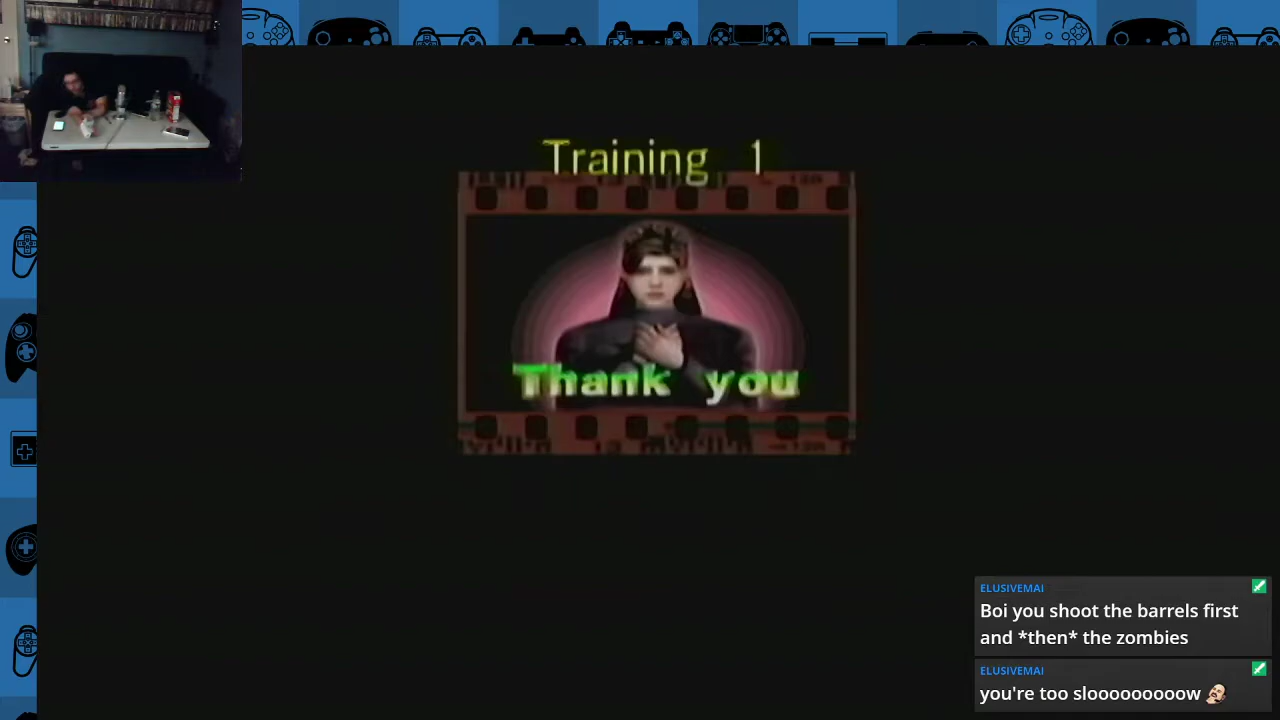 Training 1
Thank you
ELUSIVEMAI
Boi you shoot the barrels first
and *then* the zombies
ELUSIVEMAI
you're too slooooooooow